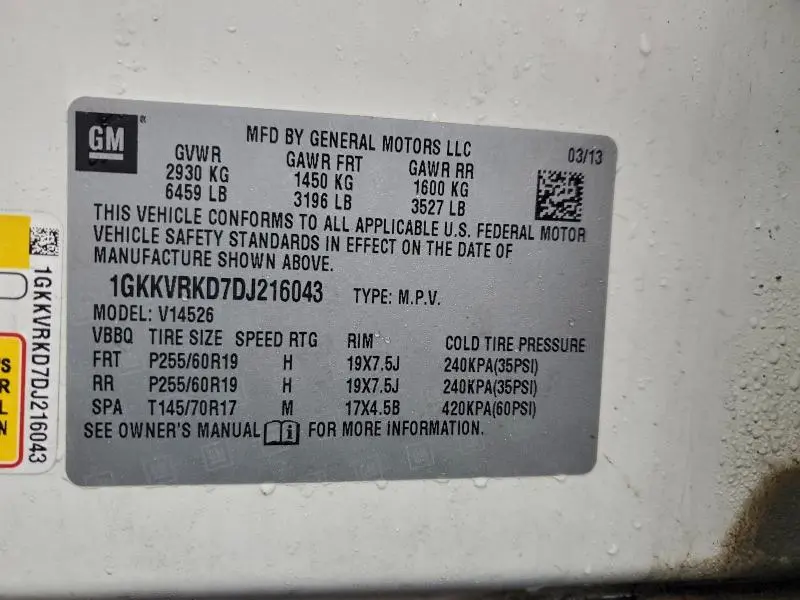 GM
MFD BY GENERAL MOTORS LLC
03/13
GVWR GAWR FRT GAWR RR
2930 KG 1450 KG 1600 KG
6459 LB 3196 LB 3527 LB
THIS VEHICLE CONFORMS TO ALL APPLICABLE U.S. FEDERAL MOTOR
VEHICLE SAFETY STANDARDS IN EFFECT ON THE DATE OF
MANUFACTURE SHOWN ABOVE.
1GKKVRKD7DJ216043 TYPE: M.P.V.
MODEL: V14526
VBBQ TIRE SIZE SPEED RTG RIM COLD TIRE PRESSURE
FRT P255/60R19 H 19X7.5J 240KPA(35PSI)
RR P255/60R19 H 19X7.5J 240KPA(35PSI)
SPA T145/70R17 M 17X4.5B 420KPA(60PSI)
SEE OWNER'S MANUAL FOR MORE INFORMATION.
1GKKVRKD7DJ216043